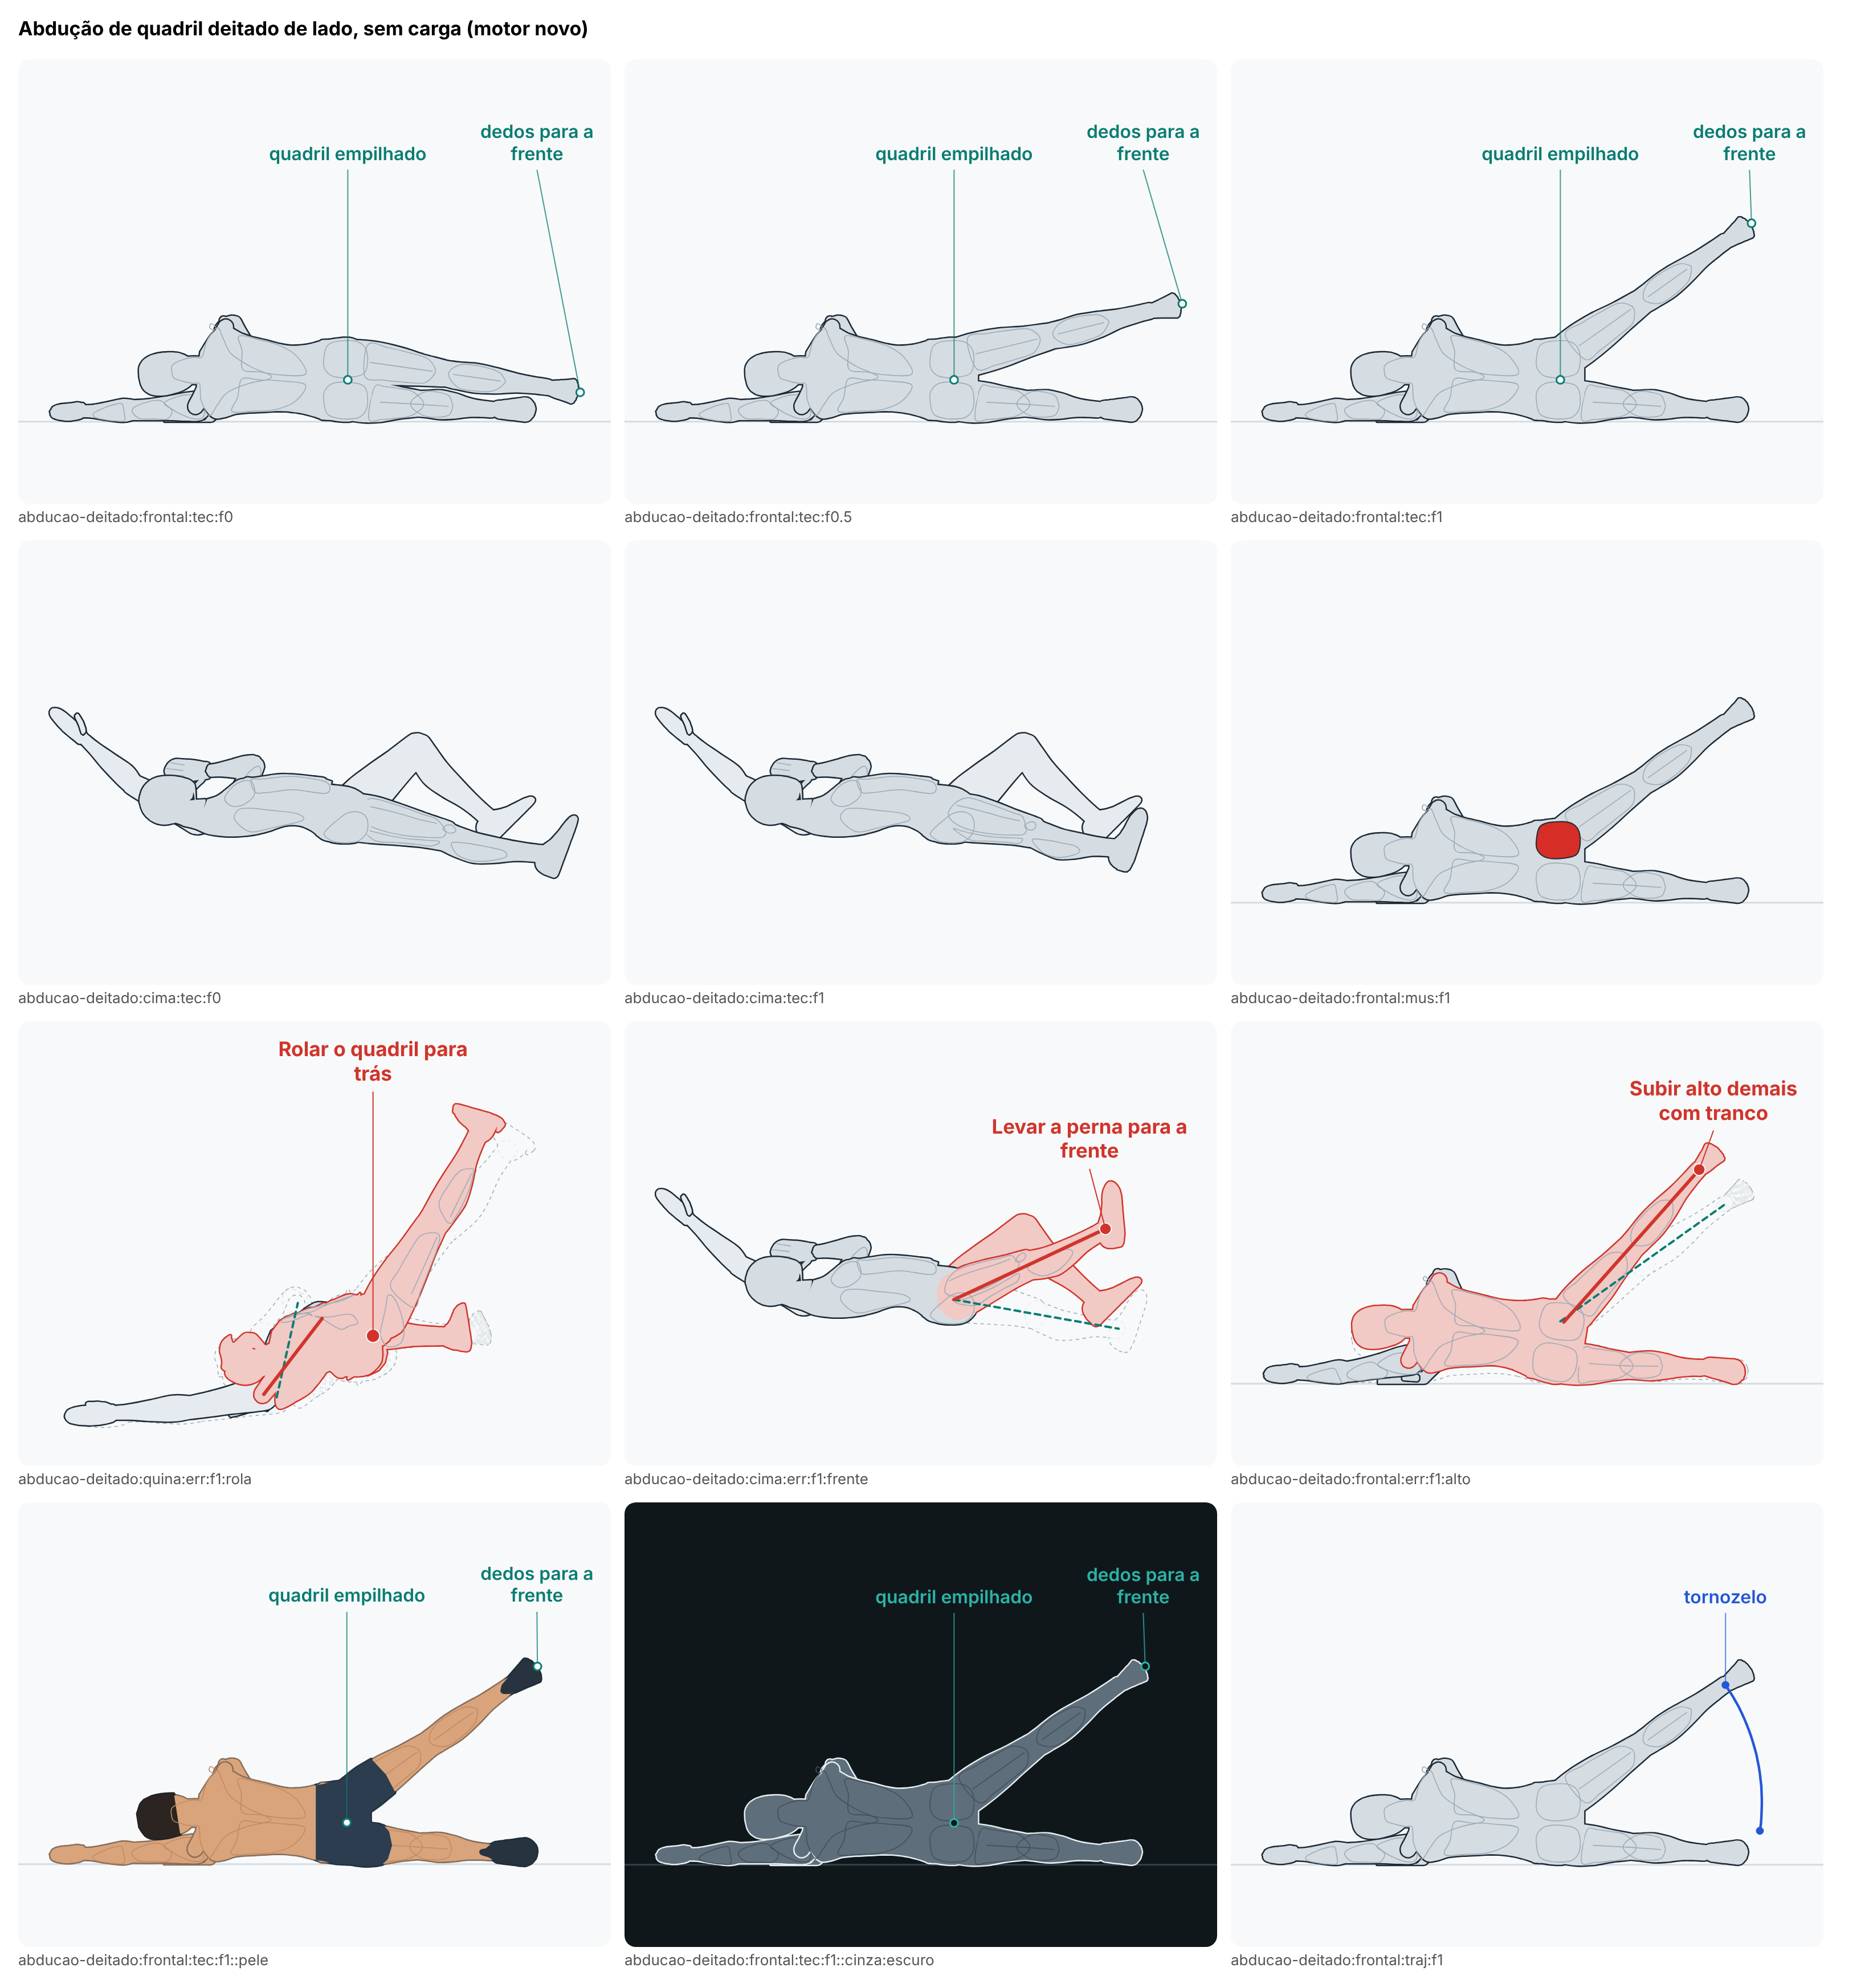 Abdução de quadril deitado de lado, sem carga (motor novo)
quadril empilhado
dedos para a
frente
quadril empilhado
dedos para a
frente
quadril empilhado
dedos para a
frente
abducao-deitado:frontal:tec:f0
abducao-deitado:frontal:tec:f0.5
abducao-deitado:frontal:tec:f1
abducao-deitado:cima:tec:f0
abducao-deitado:cima:tec:f1
abducao-deitado:frontal:mus:f1
Rolar o quadril para
trás
Levar a perna para a
frente
Subir alto demais
com tranco
abducao-deitado:quina:err:f1:rola
abducao-deitado:cima:err:f1:frente
abducao-deitado:frontal:err:f1:alto
quadril empilhado
dedos para a
frente
quadril empilhado
dedos para a
frente
tornozelo
abducao-deitado:frontal:tec:f1::pele
abducao-deitado:frontal:tec:f1::cinza:escuro
abducao-deitado:frontal:traj:f1